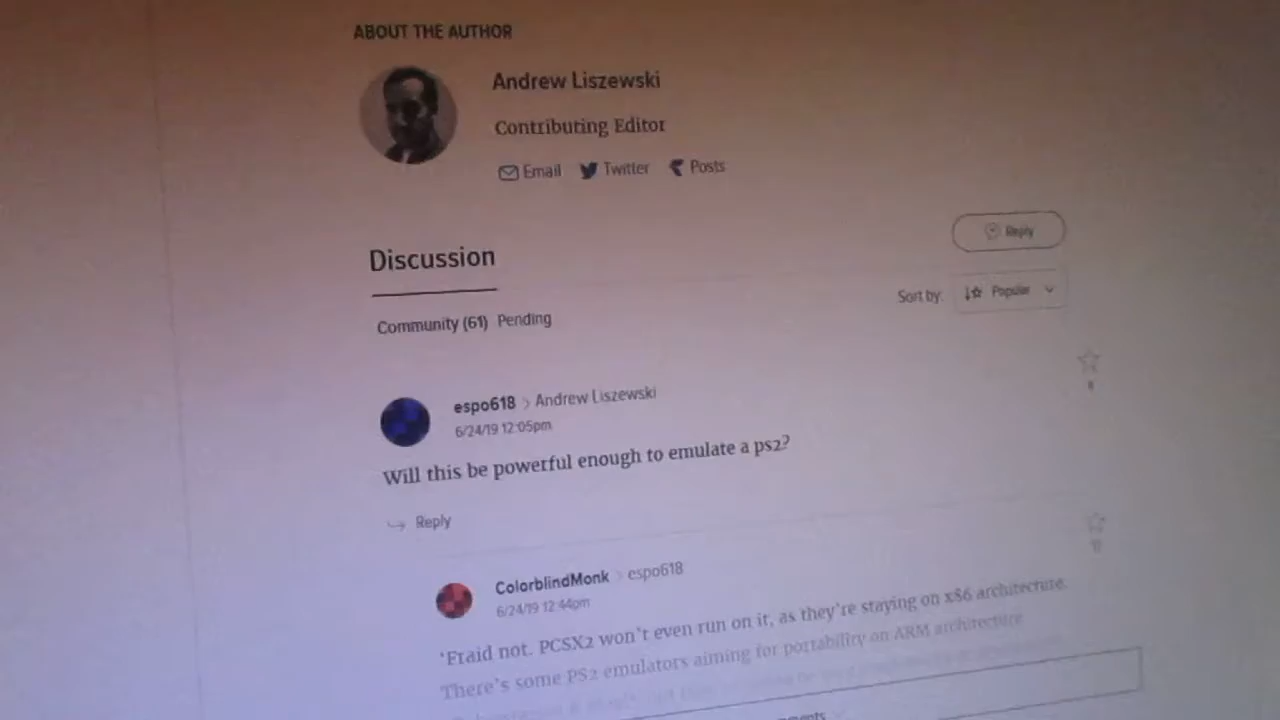 ABOUT THE AUTHOR
Andrew Liszewski
Contributing Editor
Email Twitter Posts
Reply
Discussion
Sort by: Popular
Community (61) Pending
espo618 > Andrew Liszewski
6/24/19 12:05pm
Will this be powerful enough to emulate a ps2?
Reply
ColorblindMonk > espo618
6/24/19 12:44pm
'Fraid not. PCSX2 won't even run on it, as they're staying on x86 architecture.
There's some PS2 emulators aiming for portability on ARM architecture